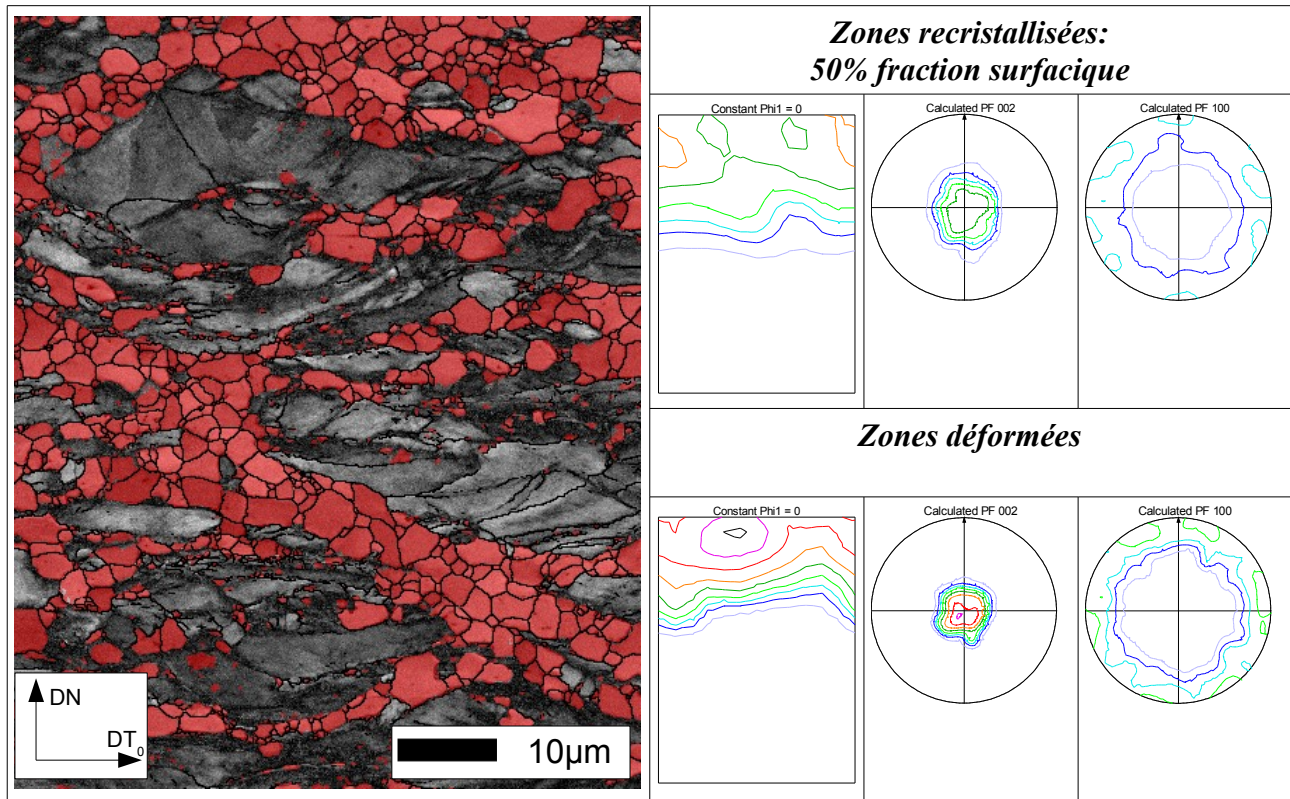 Zones recristallisées:
50% fraction surfacique
Constant Phi1 = 0
Calculated PF 002
Calculated PF 100
Zones déformées
Constant Phi1 = 0
Calculated PF 002
Calculated PF 100
DN
DT0
10µm